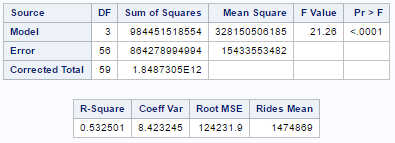 Source DF Sum of Squares Mean Square F Value Pr > F
Model 3 984451518554 328150506185 21.26 <.0001
Error 56 864278994994 15433553482
Corrected Total 59 1.8487305E12
R-Square Coeff Var Root MSE Rides Mean
0.532501 8.423245 124231.9 1474869